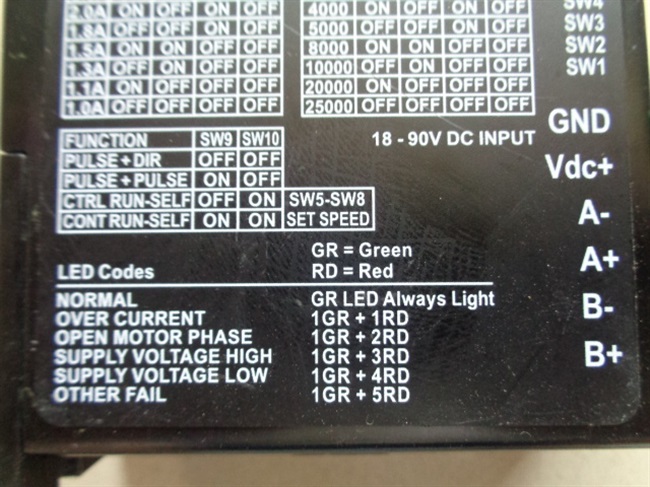 2.0A OFF ON OFF
1.8A OFF OFF OFF
1.5A ON ON OFF
1.3A OFF ON OFF
1.1A ON OFF OFF
1.0A OFF OFF OFF
4000 ON ON OFF OFF
5000 OFF ON OFF OFF
8000 ON ON OFF OFF
10000 OFF ON OFF OFF
20000 ON OFF OFF OFF
25000 OFF OFF OFF OFF
SW4
SW3
SW2
SW1
GND
18 - 90V DC INPUT
Vdc+
A-
A+
B-
B+
FUNCTION SW9 SW10
PULSE + DIR OFF OFF
PULSE + PULSE ON OFF
CTRL RUN-SELF OFF ON SW5-SW8
CONT RUN-SELF ON ON SET SPEED
GR = Green
LED Codes RD = Red
NORMAL GR LED Always Light
OVER CURRENT 1GR + 1RD
OPEN MOTOR PHASE 1GR + 2RD
SUPPLY VOLTAGE HIGH 1GR + 3RD
SUPPLY VOLTAGE LOW 1GR + 4RD
OTHER FAIL 1GR + 5RD